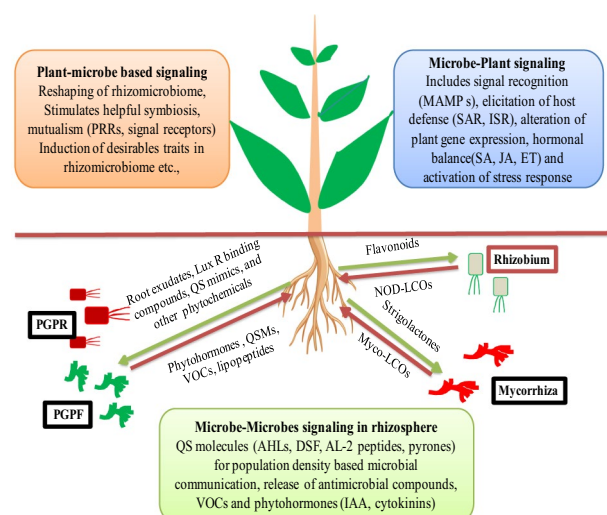 Plant-microbe based signaling
Reshaping of rhizomicrobiome,
Stimulates helpful symbiosis,
mutualism (PRRs, signal receptors)
Induction of desirables traits in
rhizomicrobiome etc.,
Microbe-Plant signaling
Includes signal recognition
(MAMP s), elicitation of host
defense (SAR, ISR), alteration of
plant gene expression, hormonal
balance(SA, JA, ET) and
activation of stress response
Root exudates, Lux R binding
compounds, QS mimics, and
other phytochemicals
Phytohormones , QSMs,
VOCs, lipopeptides
PGPR
PGPF
Flavonoids
NOD-LCOs
Rhizobium
Strigolactones
Myco-LCOs
Mycorrhiza
Microbe-Microbes signaling in rhizosphere
QS molecules (AHLs, DSF, AL-2 peptides, pyrones)
for population density based microbial
communication, release of antimicrobial compounds,
VOCs and phytohormones (IAA, cytokinins)